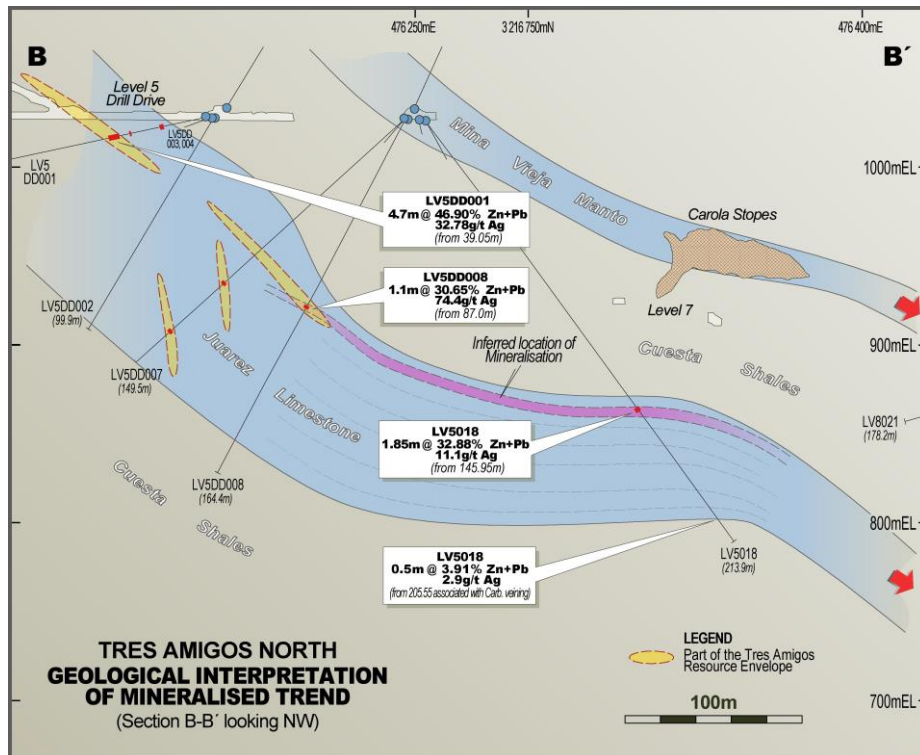 476 250mE
3 216 750mN
476 400mE
B
B´
Level 5
Drill Drive
LV5DD
003,004
LV5
DD001
1000mEL
Mina Vieja Manto
Carola Stopes
Level 7
LV5DD001
4.7m @ 46.90% Zn+Pb
32.78g/t Ag
(from 39.05m)
LV5DD008
1.1m @ 30.65% Zn+Pb
74.4g/t Ag
(from 87.0m)
LV5DD002
(99.9m)
LV5DD007
(149.5m)
900mEL
Cuesta Shales
Inferred location of
Mineralisation
Juarez Limestone
LV8021
(178.2m)
LV5018
1.85m @ 32.88% Zn+Pb
11.1g/t Ag
(from 145.95m)
LV5DD008
(164.4m)
Cuesta Shales
800mEL
LV5018
(213.9m)
LV5018
0.5m @ 3.91% Zn+Pb
2.9g/t Ag
(from 205.55 associated with Carb. veining)
TRES AMIGOS NORTH
GEOLOGICAL INTERPRETATION
OF MINERALISED TREND
(Section B-B´ looking NW)
LEGEND
Part of the Tres Amigos
Resource Envelope
100m
700mEL